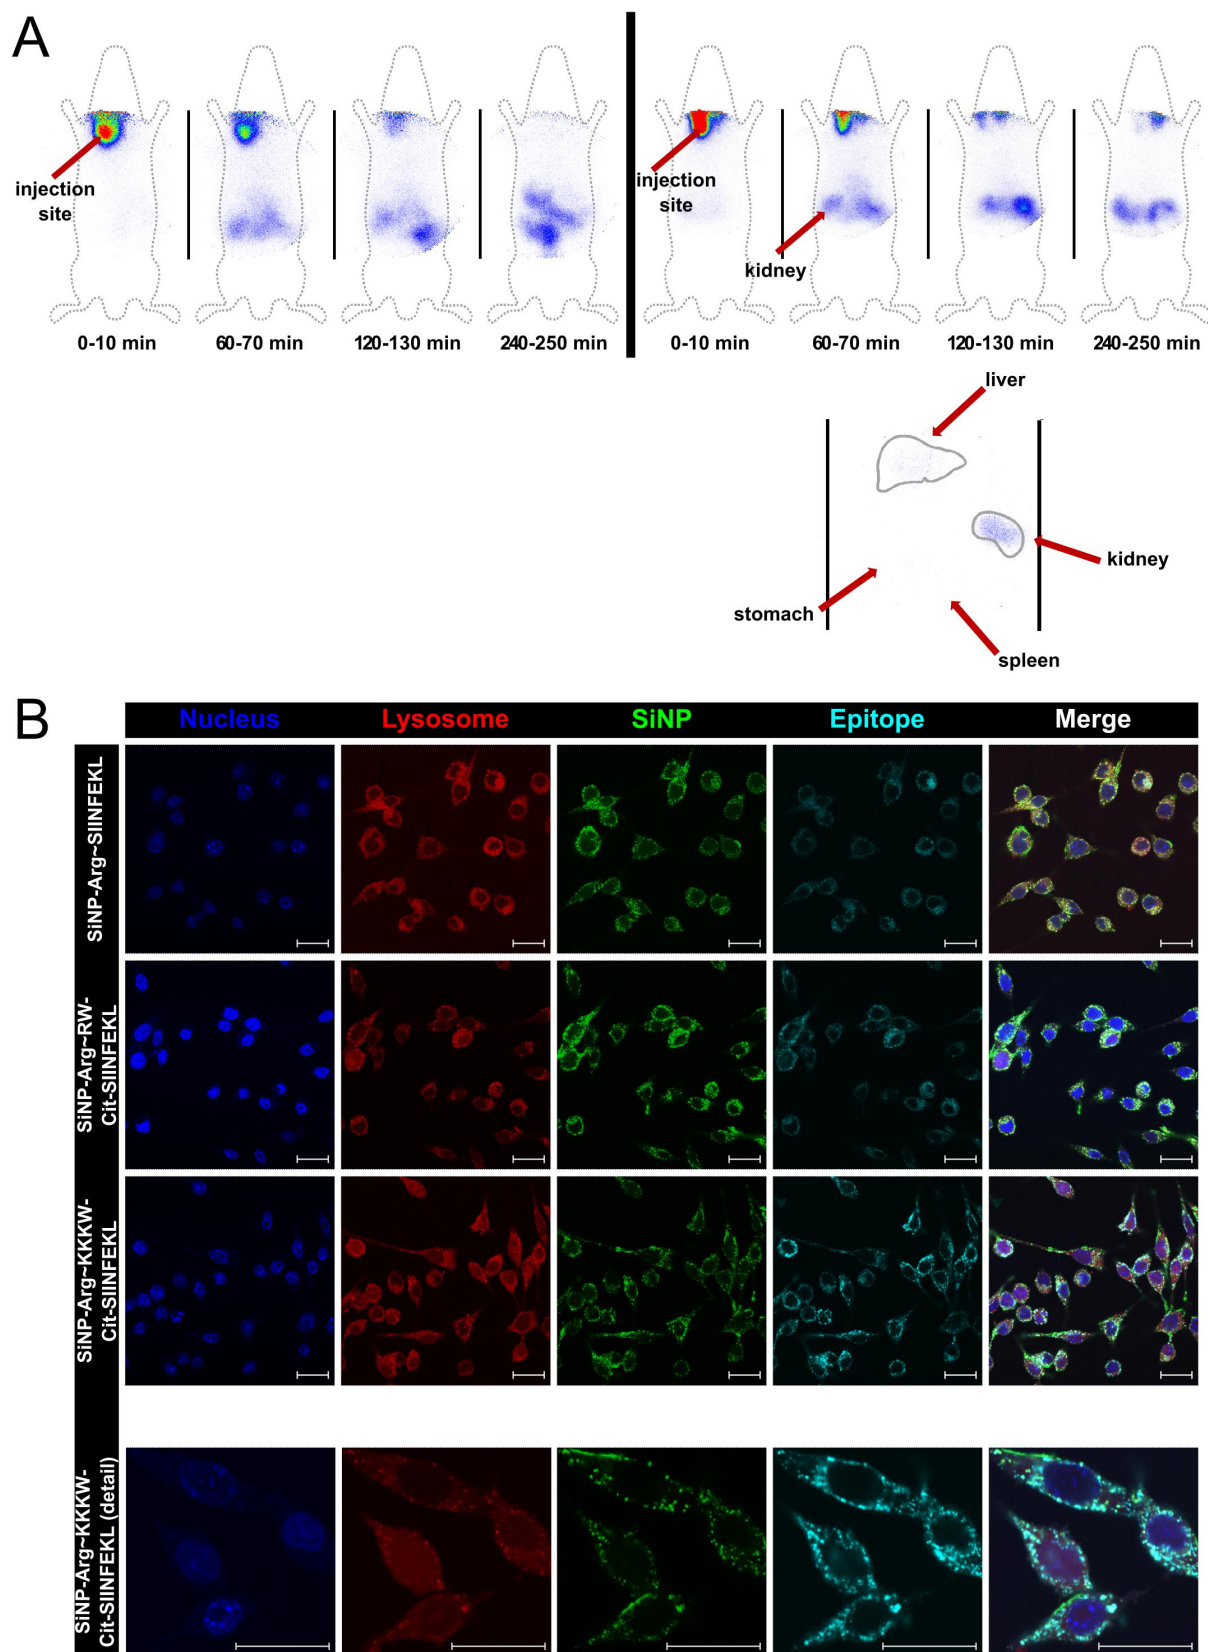 A
injection
site
injection
site
kidney
0-10 min
60-70 min
120-130 min
240-250 min
0-10 min
60-70 min
120-130 min
240-250 min
liver
kidney
stomach
spleen
B
Nucleus
Lysosome
SiNP
Epitope
Merge
SiNP-Arg~SIINFEKL
SiNP-Arg~RW-
Cit-SIINFEKL
SiNP-Arg~KKKW-
Cit-SIINFEKL
SiNP-Arg~KKKW-
Cit-SIINFEKL (detail)